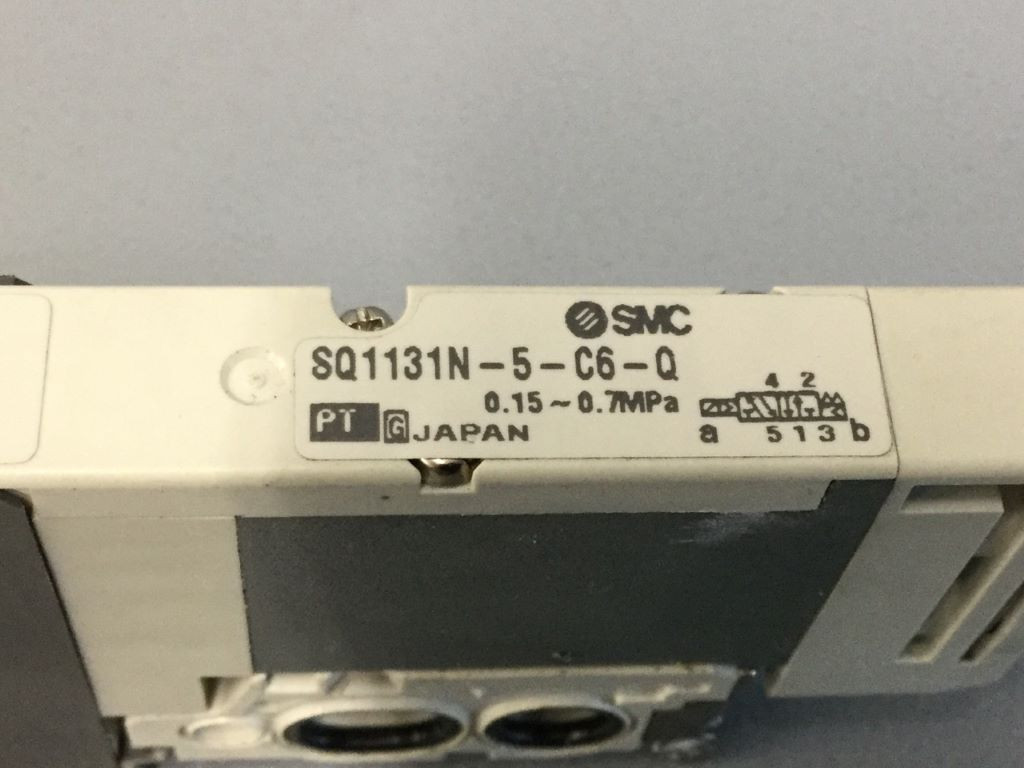 SMC
SQ1131N-5-C6-Q
0.15~0.7MPa
PT G JAPAN
4 2
a 5 1 3 b